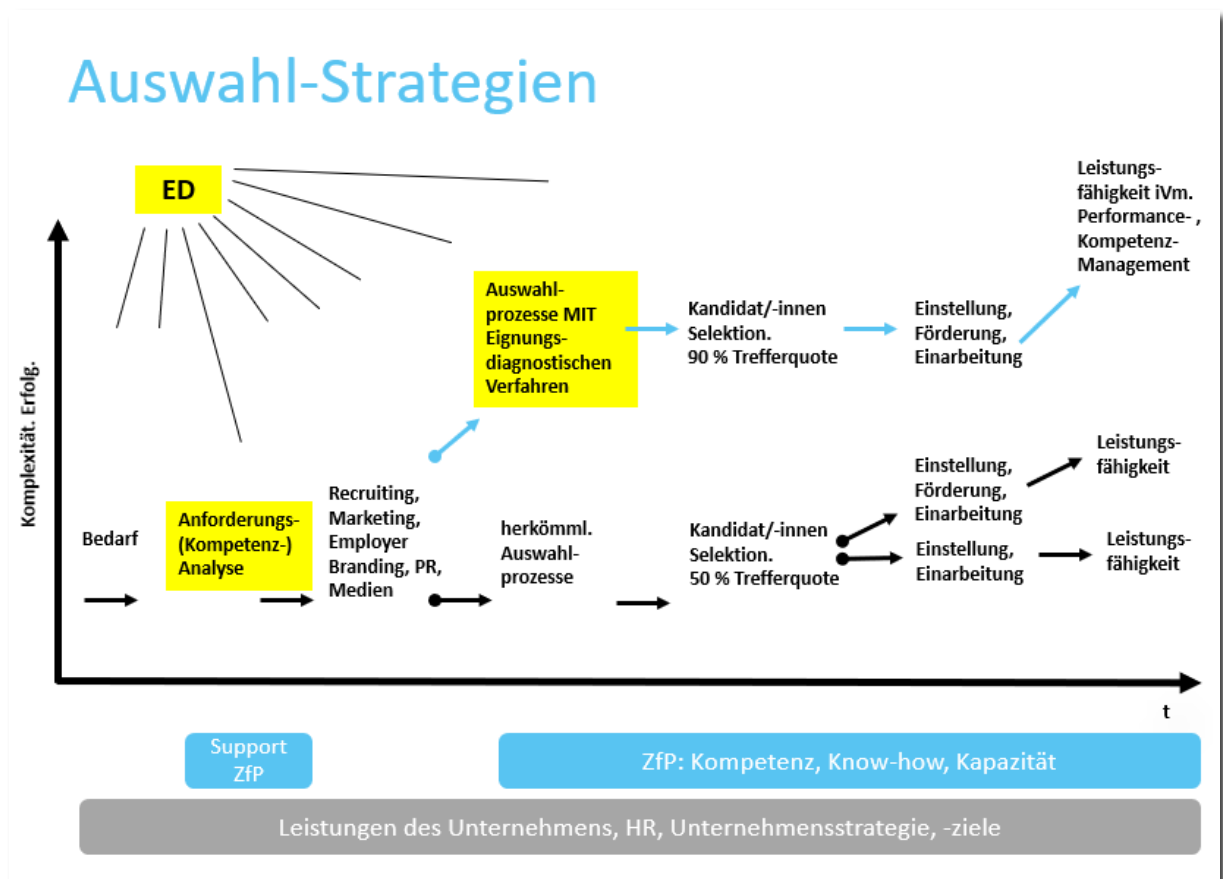 Auswahl-Strategien
ED
Komplexität. Erfolg.
Leistungs-
fähigkeit iVm.
Performance- ,
Kompetenz-
Management
Auswahl-
prozesse MIT
Eignungs-
diagnostischen
Verfahren
Kandidat/-innen
Selektion.
90 % Trefferquote
Einstellung,
Förderung,
Einarbeitung
Bedarf
Anforderungs-
(Kompetenz-)
Analyse
Recruiting,
Marketing,
Employer
Branding, PR,
Medien
herkömml.
Auswahl-
prozesse
Kandidat/-innen
Selektion.
50 % Trefferquote
Einstellung,
Förderung,
Einarbeitung
Leistungs-
fähigkeit
Einstellung,
Einarbeitung
Leistungs-
fähigkeit
t
Support
ZfP
ZfP: Kompetenz, Know-how, Kapazität
Leistungen des Unternehmens, HR, Unternehmensstrategie, -ziele